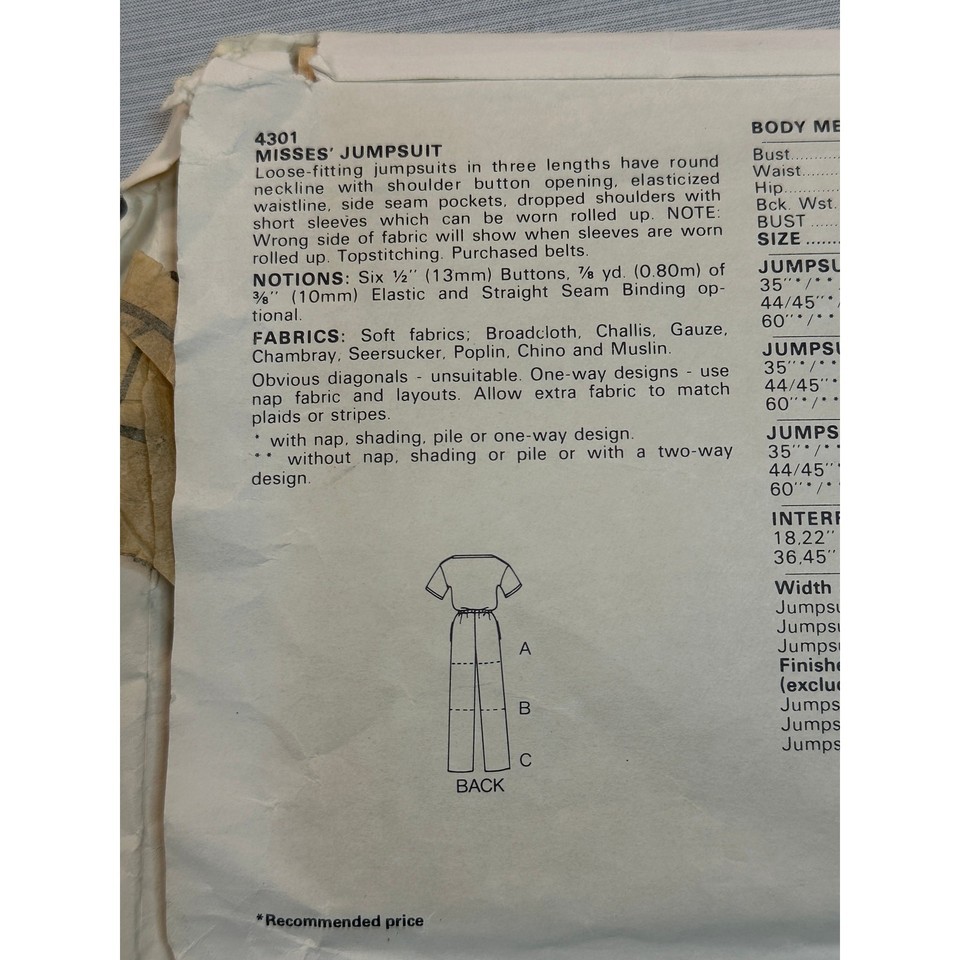 4301
MISSES' JUMPSUIT
Loose-fitting jumpsuits in three lengths have round
neckline with shoulder button opening, elasticized
waistline, side seam pockets, dropped shoulders with
short sleeves which can be worn rolled up. NOTE:
Wrong side of fabric will show when sleeves are worn
rolled up. Topstitching. Purchased belts.
NOTIONS: Six ½" (13mm) Buttons, ⅞ yd. (0.80m) of
⅜" (10mm) Elastic and Straight Seam Binding op-
tional.
FABRICS: Soft fabrics; Broadcloth, Challis, Gauze,
Chambray, Seersucker, Poplin, Chino and Muslin.
Obvious diagonals - unsuitable. One-way designs - use
nap fabric and layouts. Allow extra fabric to match
plaids or stripes.
* with nap, shading, pile or one-way design.
** without nap, shading or pile or with a two-way
design.
A
B
C
BACK
*Recommended price
BODY ME
Bust..........
Waist.........
Hip...........
Bck. Wst.
BUST .....
SIZE .......
JUMPSU
35"*/**
44/45"*/
60"*/**
JUMPSU
35"*/**
44/45"*
60"*/**
JUMPS
35"*/**
44/45"*
60"*/*
INTERF
18,22"
36,45"
Width
Jumpsu
Jumpsu
Jumpsu
Finishe
(exclud
Jumps
Jumps
Jumps